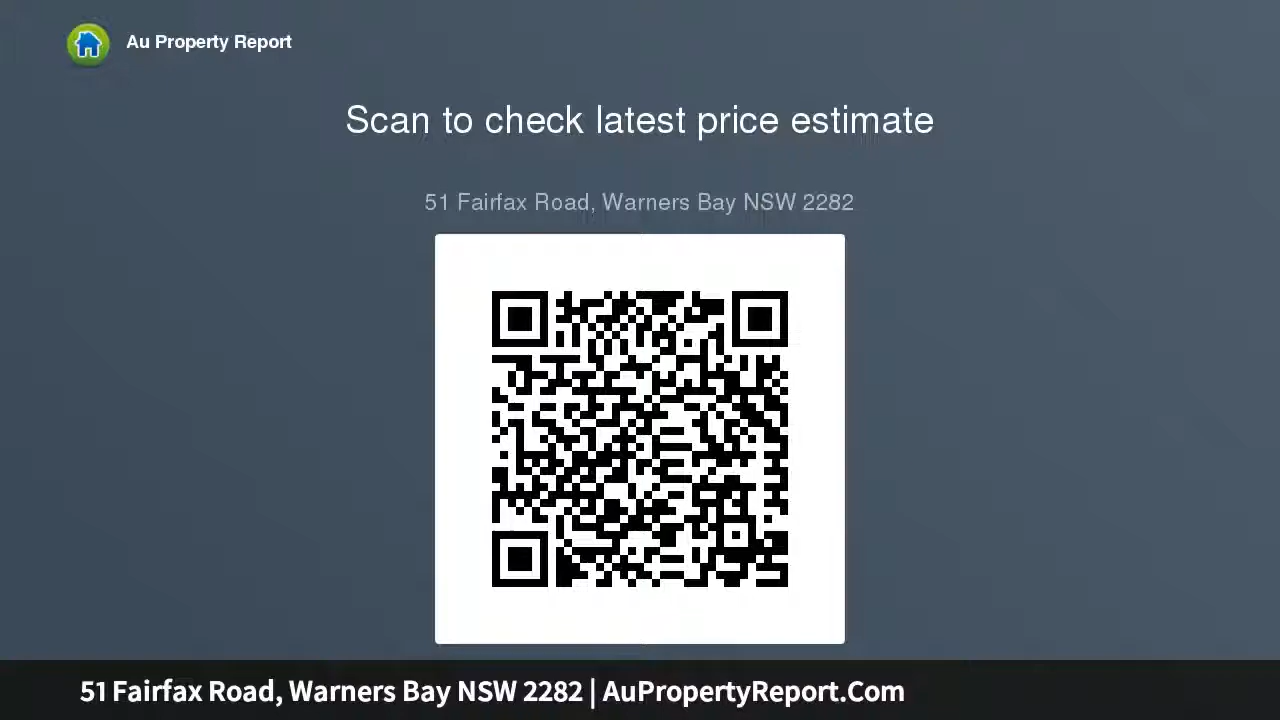 Au Property Report
Scan to check latest price estimate
51 Fairfax Road, Warners Bay NSW 2282
51 Fairfax Road, Warners Bay NSW 2282 | AuPropertyReport.Com